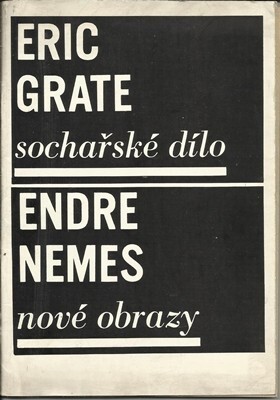 ERIC
GRATE
sochařské dílo
ENDRE
NEMES
nové obrazy